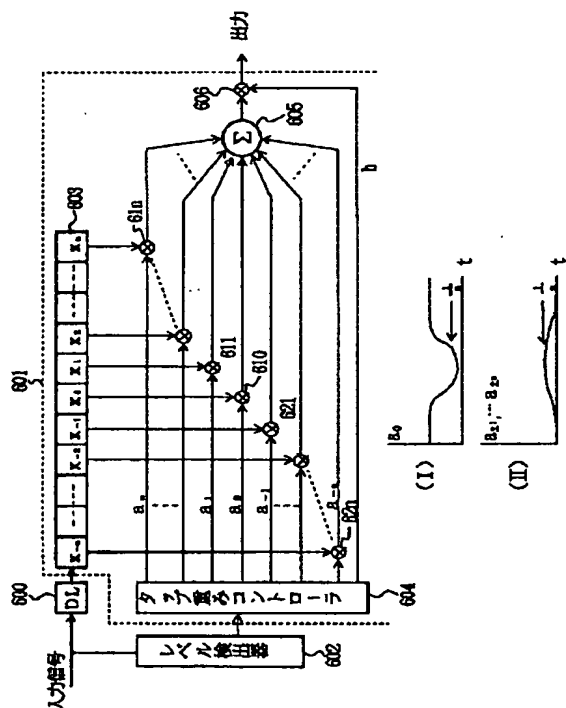 入力信号
600
DL
601
603
X₋ₙ
X₋₂
X₋₁
X₀
X₁
X₂
Xₙ
61n
611
610
621
62n
aₙ
a₁
a₀
a₋₁
a₋ₙ
タップ重みコントローラ
604
レベル検出器
602
Σ
605
606
出力
b
(I)
a₀
t
(II)
t